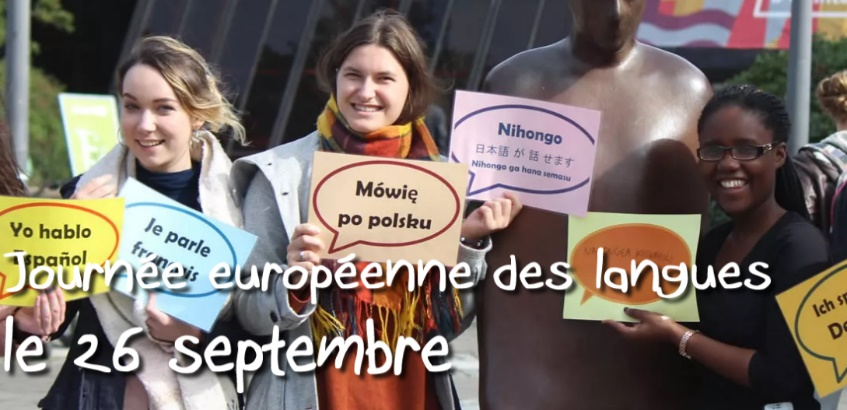 Nihongo
日本語 が 話 せます
Nihongo ga hana semasu
Mówię
po polsku
Yo hablo
Español
Je parle
français
Ich
De
Journée européenne des langues
le 26 septembre